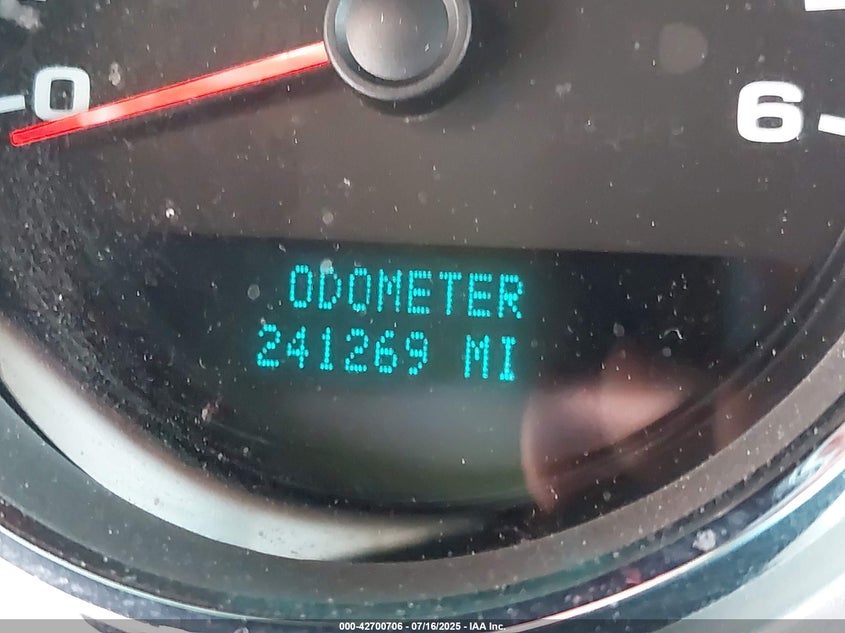 0
6
ODOMETER
241269 MI
000-42700706 - 07/16/2025 - IAA Inc.